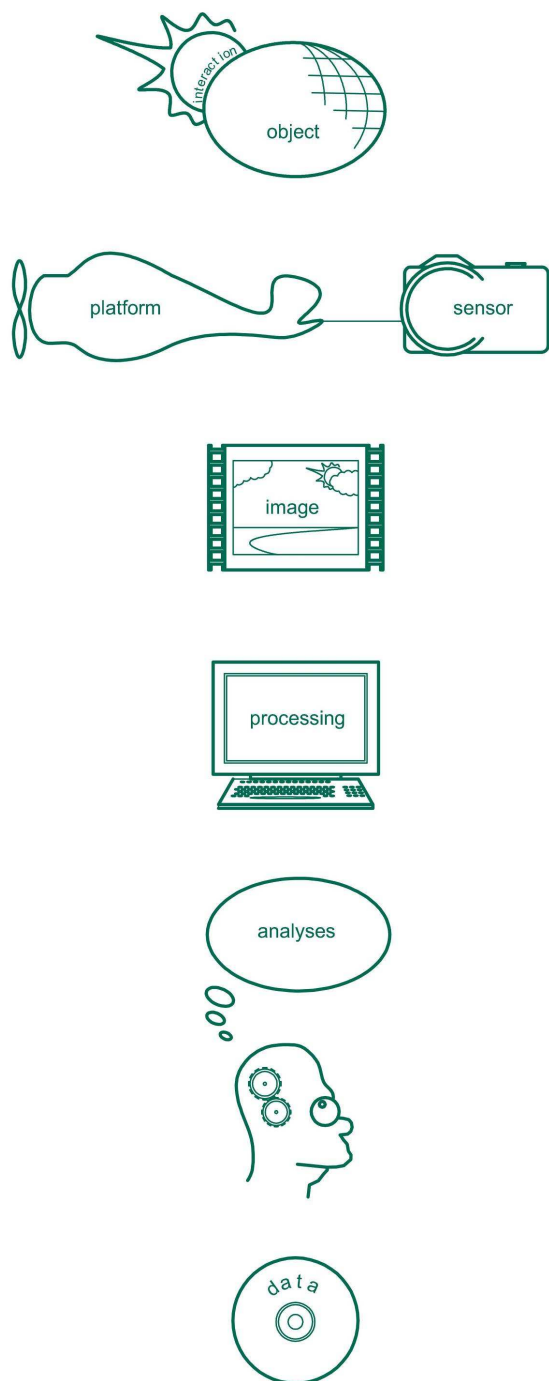 interaction
object
platform
sensor
image
processing
analyses
data